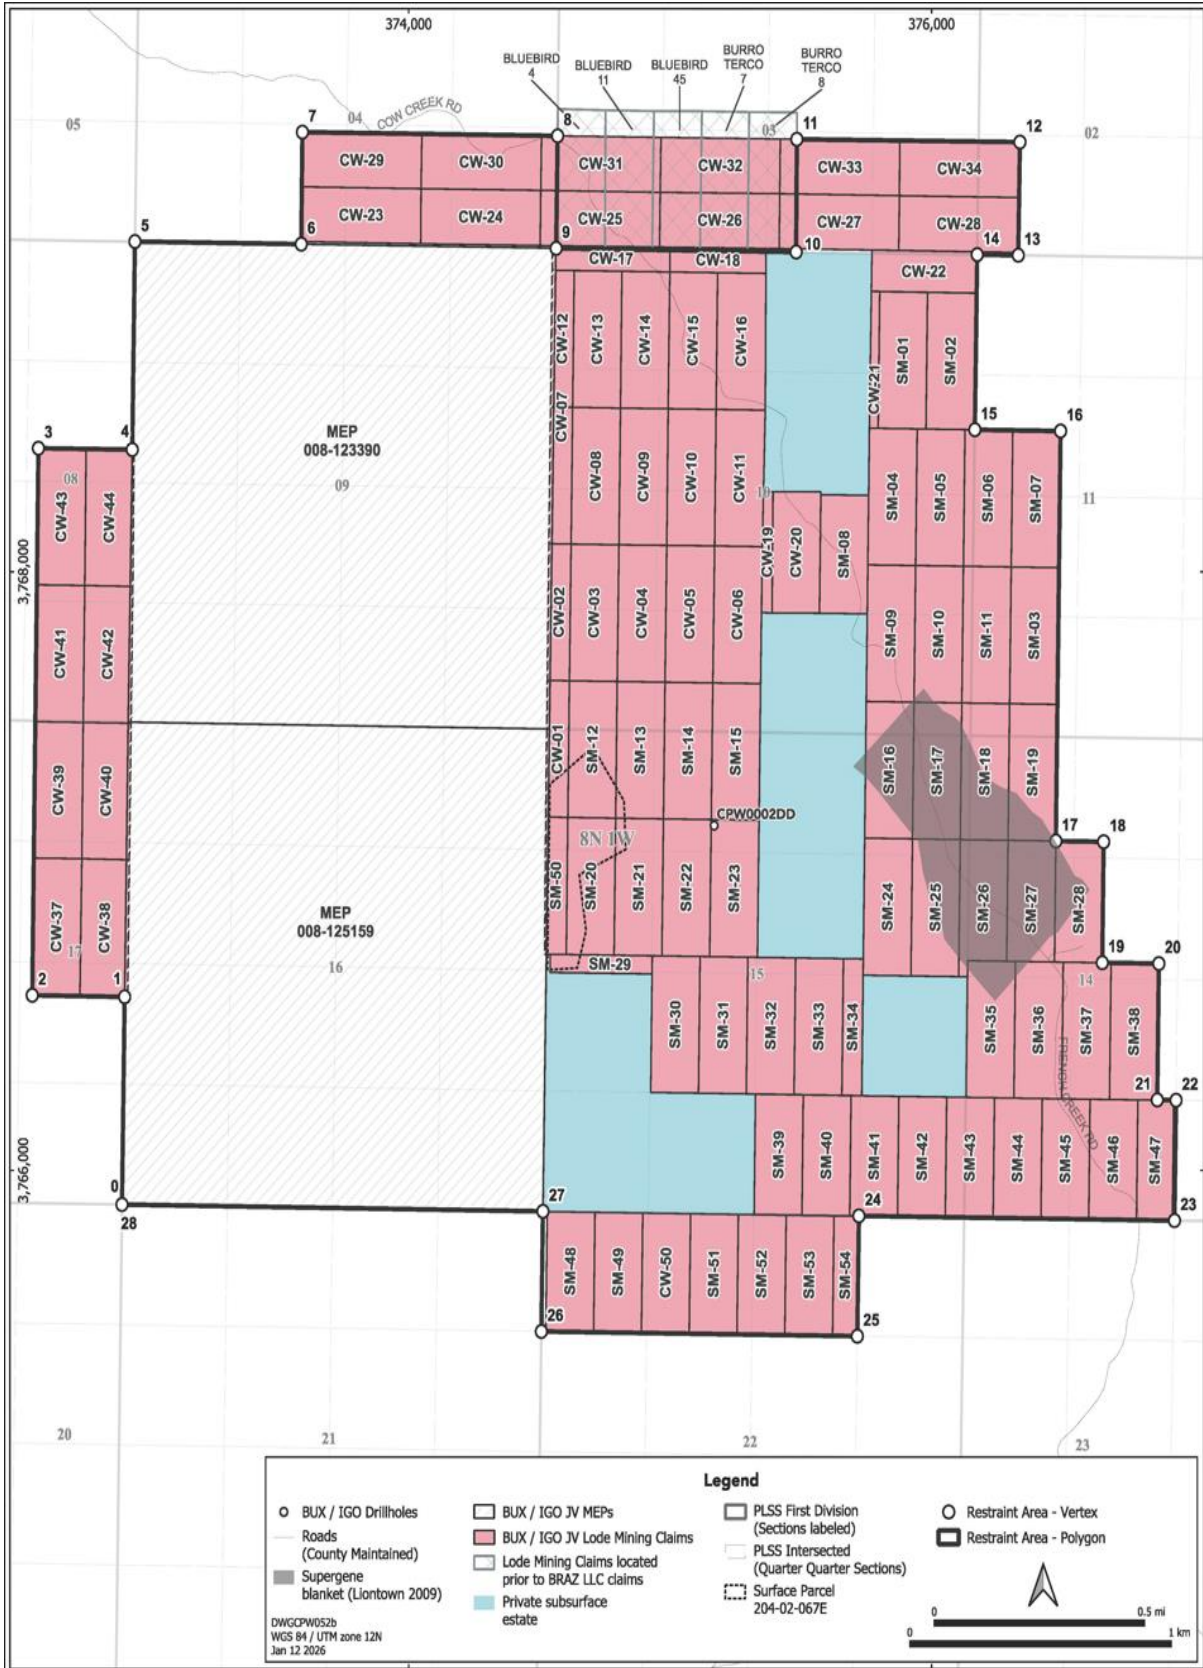 374,000
376,000
BLUEBIRD
4
BLUEBIRD
11
BLUEBIRD
45
BURRO
TERCO
7
BURRO
TERCO
8
05
04
COW CREEK RD
03
02
7
8
11
12
CW-29
CW-30
CW-31
CW-32
CW-33
CW-34
CW-23
CW-24
CW-25
CW-26
CW-27
CW-28
5
6
9
10
14
13
CW-17
CW-18
CW-22
CW-12
CW-13
CW-14
CW-15
CW-16
CW-21
SM-01
SM-02
3
4
15
16
MEP
008-123390
08
09
10
11
CW-43
CW-44
CW-07
CW-08
CW-09
CW-10
CW-11
SM-04
SM-05
SM-06
SM-07
CW-19
CW-20
SM-08
3,768,000
CW-41
CW-42
CW-02
CW-03
CW-04
CW-05
CW-06
SM-09
SM-10
SM-11
SM-03
CW-39
CW-40
CW-01
SM-12
SM-13
SM-14
SM-15
SM-16
SM-17
SM-18
SM-19
CPW0002DD
8N 1W
17
18
CW-37
CW-38
SM-50
SM-20
SM-21
SM-22
SM-23
SM-24
SM-25
SM-26
SM-27
SM-28
MEP
008-125159
17
16
15
14
2
1
19
20
SM-29
SM-30
SM-31
SM-32
SM-33
SM-34
SM-35
SM-36
SM-37
SM-38
FRENCH CREEK RD
21
22
3,766,000
SM-39
SM-40
SM-41
SM-42
SM-43
SM-44
SM-45
SM-46
SM-47
0
28
27
24
23
SM-48
SM-49
CW-50
SM-51
SM-52
SM-53
SM-54
26
25
20
21
22
23
Legend
BUX / IGO Drillholes
Roads
(County Maintained)
Supergene
blanket (Liontown 2009)
BUX / IGO JV MEPs
BUX / IGO JV Lode Mining Claims
Lode Mining Claims located
prior to BRAZ LLC claims
Private subsurface
estate
PLSS First Division
(Sections labeled)
PLSS Intersected
(Quarter Quarter Sections)
Surface Parcel
204-02-067E
Restraint Area - Vertex
Restraint Area - Polygon
DWGCPW052b
WGS 84 / UTM zone 12N
Jan 12 2026
0
0.5 mi
0
1 km